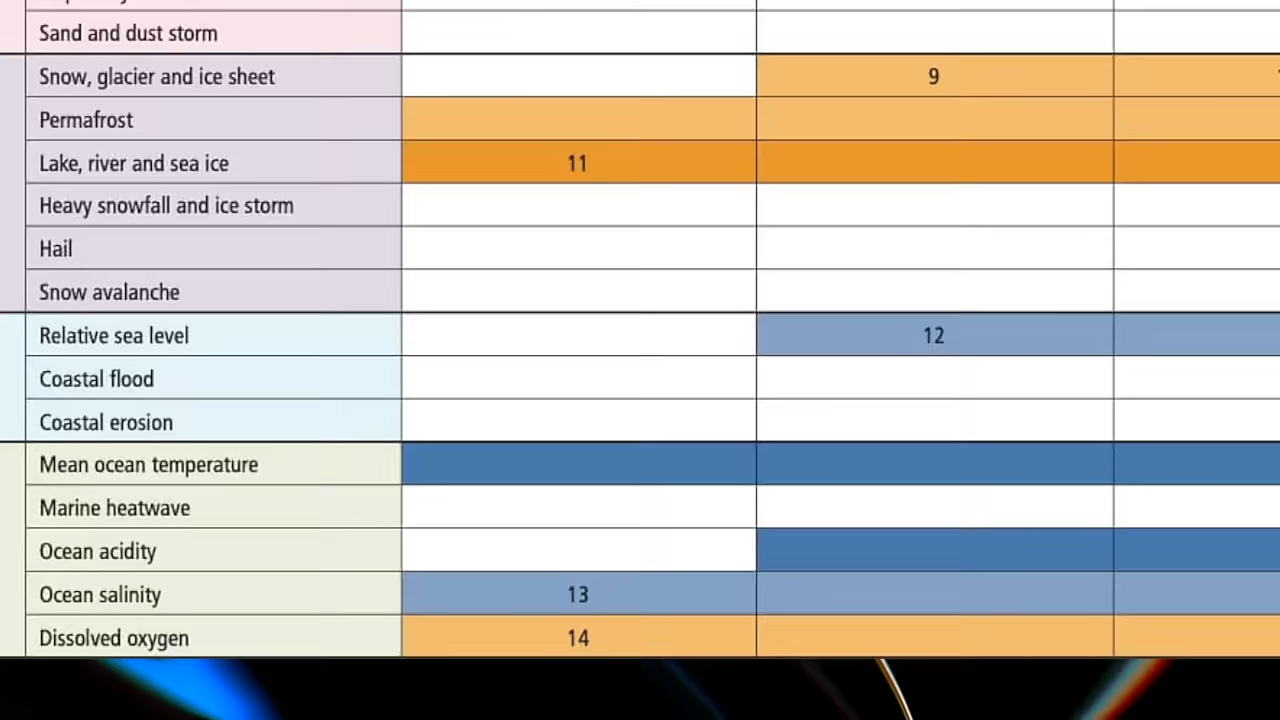 Sand and dust storm
Snow, glacier and ice sheet 9
Permafrost
Lake, river and sea ice 11
Heavy snowfall and ice storm
Hail
Snow avalanche
Relative sea level 12
Coastal flood
Coastal erosion
Mean ocean temperature
Marine heatwave
Ocean acidity
Ocean salinity 13
Dissolved oxygen 14